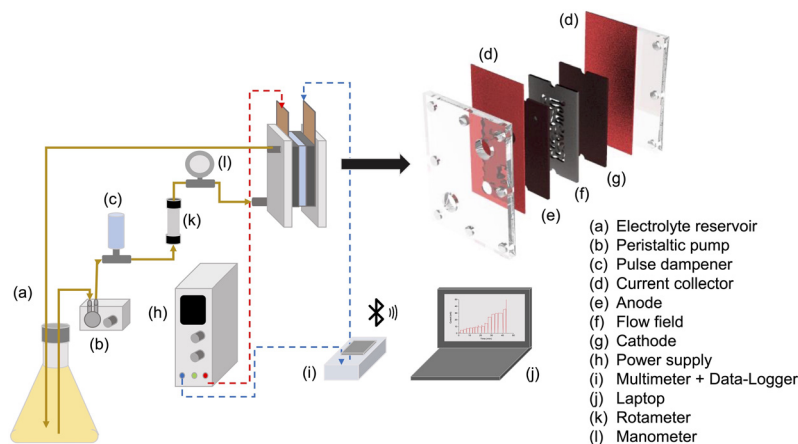 (d)
(d)
(l)
(c)
(k)
(g)
(f)
(e)
(a)
(h)
(b)
(i)
(j)
(a) Electrolyte reservoir
(b) Peristaltic pump
(c) Pulse dampener
(d) Current collector
(e) Anode
(f) Flow field
(g) Cathode
(h) Power supply
(i) Multimeter + Data-Logger
(j) Laptop
(k) Rotameter
(l) Manometer